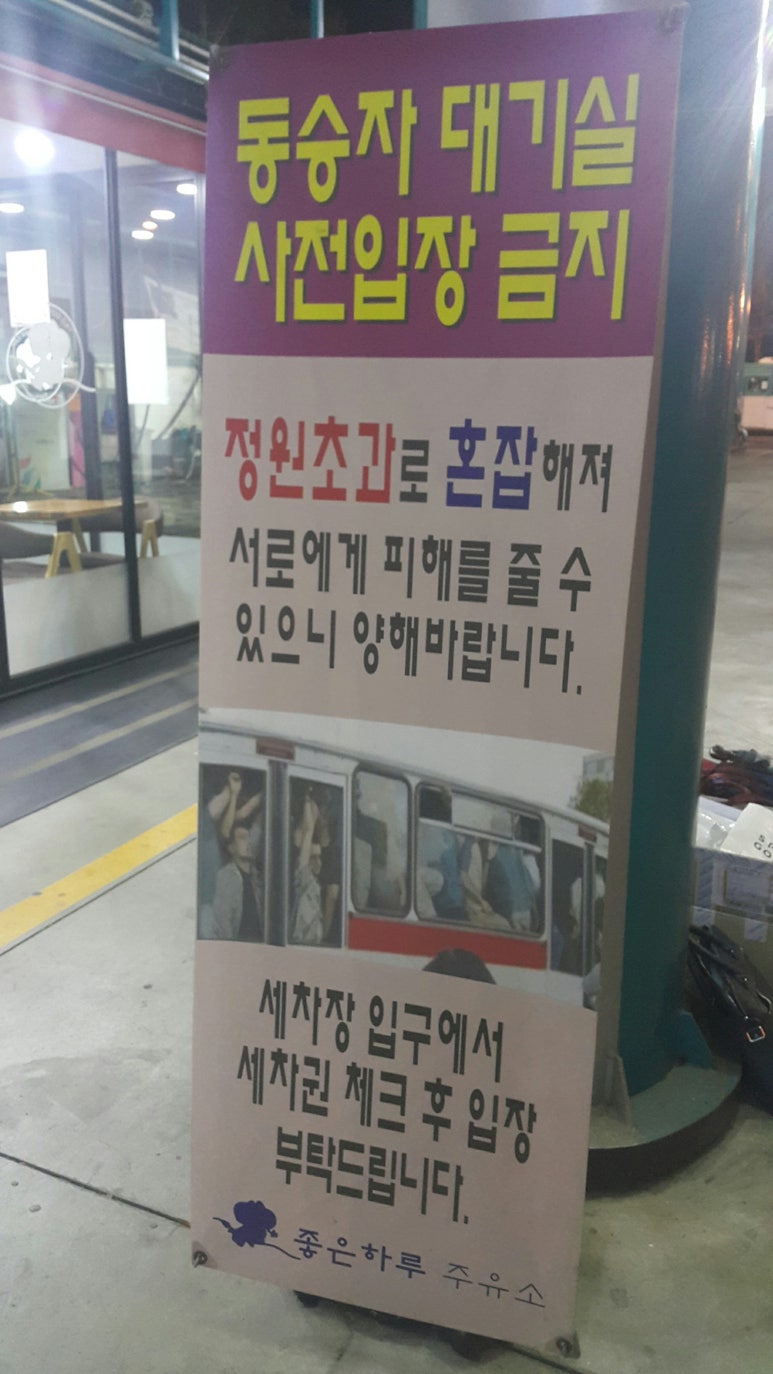 동승자 대기실
사전입장 금지
정원초과로 혼잡해져
서로에게 피해를 줄 수
있으니 양해바랍니다.
세차장 입구에서
세차권 체크 후 입장
부탁드립니다.
좋은하루 주유소